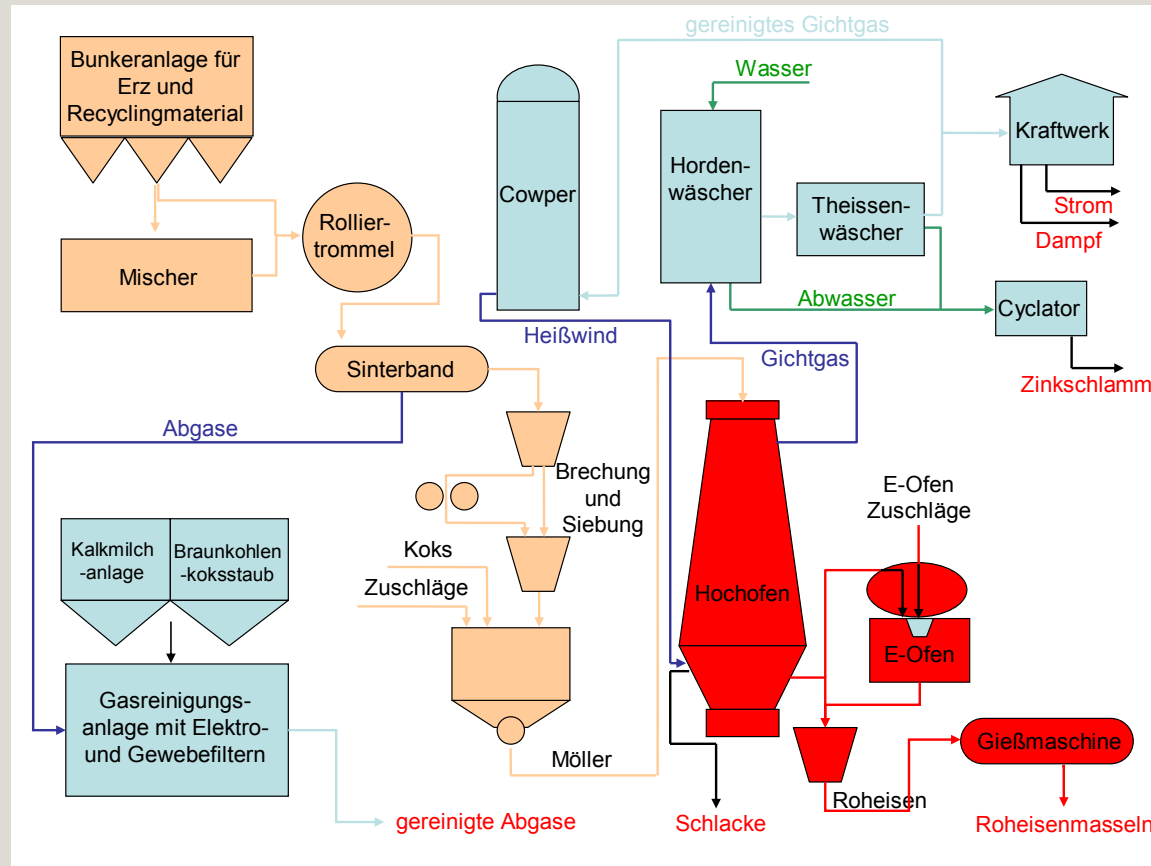 gereinigtes Gichtgas
Bunkeranlage für
Erz und
Recyclingmaterial
Wasser
Kraftwerk
Horden-
wäscher
Cowper
Theissen-
wäscher
Strom
Dampf
Rollier-
trommel
Mischer
Abwasser
Cyclator
Heißwind
Gichtgas
Zinkschlamm
Sinterband
Abgase
Brechung
und
Siebung
E-Ofen
Zuschläge
Kalkmilch
-anlage
Braunkohlen
-koksstaub
Koks
Zuschläge
Hochofen
E-Ofen
Gasreinigungs-
anlage mit Elektro-
und Gewebefiltern
Gießmaschine
Möller
Roheisen
gereinigte Abgase
Schlacke
Roheisenmasseln